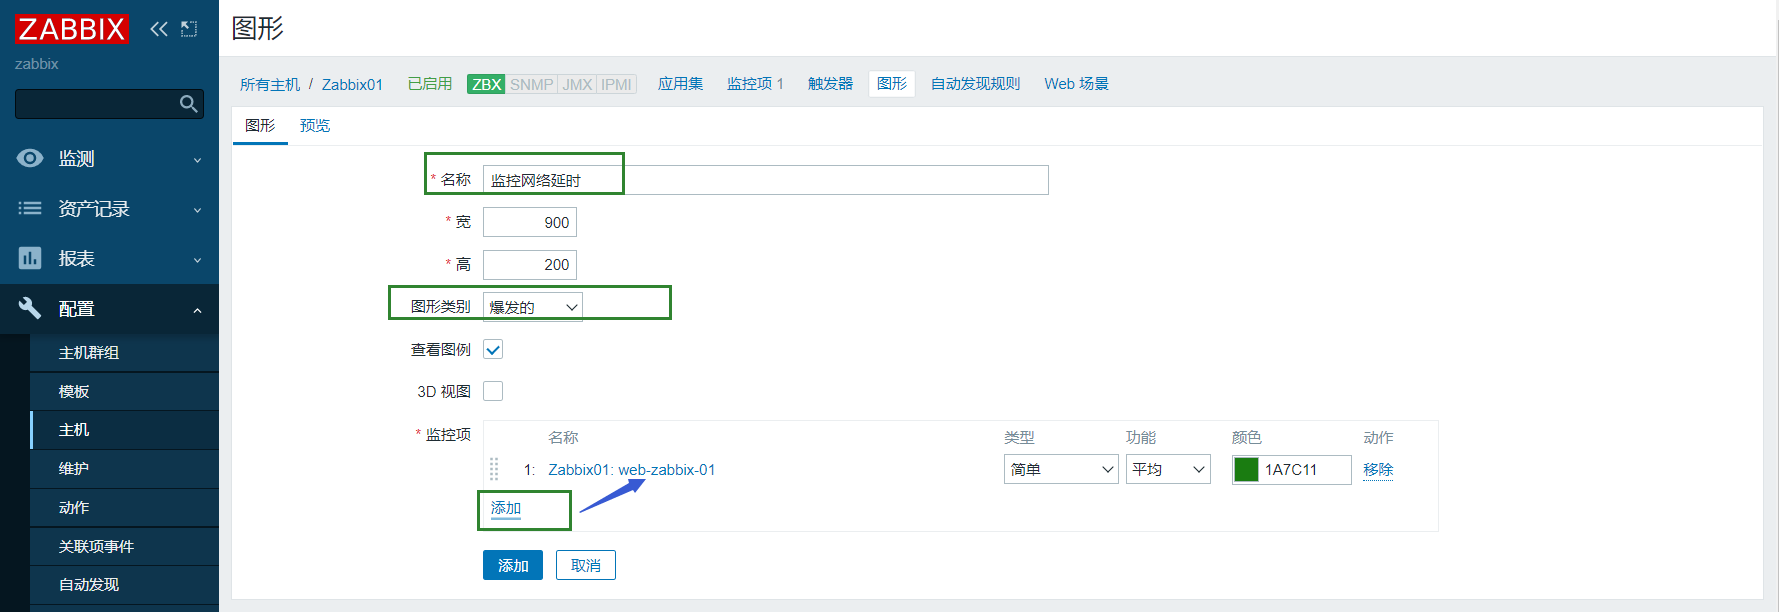 ZABBIX
zabbix
监测
资产记录
报表
配置
主机群组
模板
主机
维护
动作
关联项事件
自动发现
图形
所有主机 / Zabbix01 已启用 ZBX SNMP JMX IPMI 应用集 监控项 1 触发器 图形 自动发现规则 Web 场景
图形 预览
* 名称 监控网络延时
* 宽 900
* 高 200
图形类别 爆发的
查看图例
3D 视图
* 监控项 名称 类型 功能 颜色 动作
1: Zabbix01: web-zabbix-01 简单 平均 1A7C11 移除
添加
添加 取消